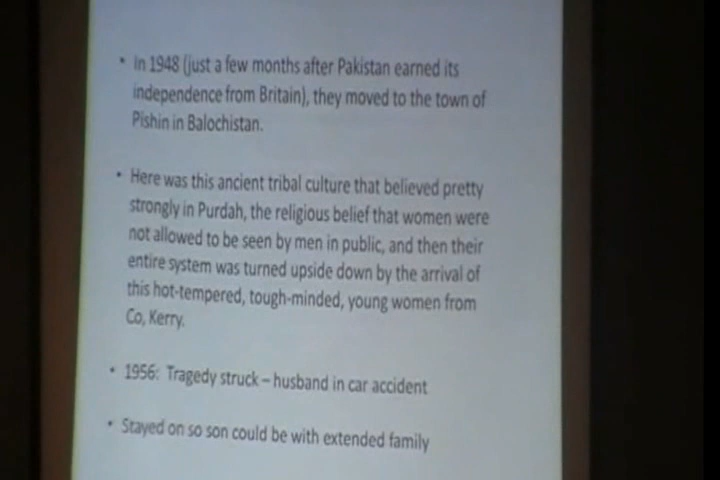 • In 1948 (just a few months after Pakistan earned its
independence from Britain), they moved to the town of
Pishin in Balochistan.
• Here was this ancient tribal culture that believed pretty
strongly in Purdah, the religious belief that women were
not allowed to be seen by men in public, and then their
entire system was turned upside down by the arrival of
this hot-tempered, tough-minded, young women from
Co, Kerry.
• 1956: Tragedy struck – husband in car accident
• Stayed on so son could be with extended family